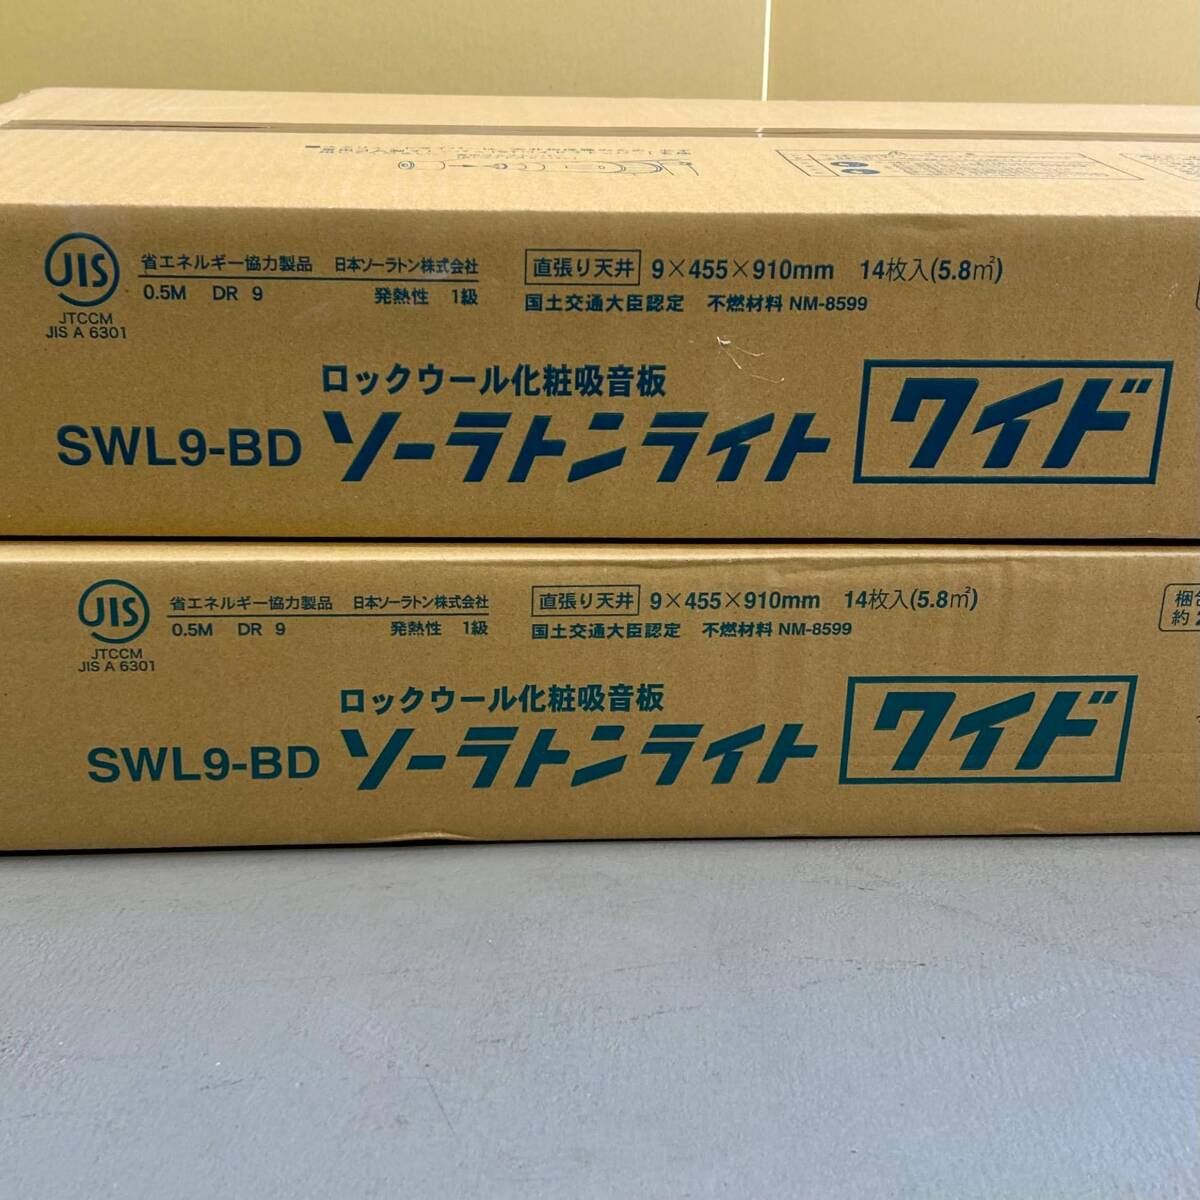 JIS
JTCCM
JIS A 6301
省エネルギー協力製品 日本ソーラトン株式会社
0.5M DR 9 発熱性 1級
直張り天井 9×455×910mm 14枚入(5.8㎡)
国土交通大臣認定 不燃材料 NM-8599
ロックウール化粧吸音板
SWL9-BD ソーラトンライト ワイド
JIS
JTCCM
JIS A 6301
省エネルギー協力製品 日本ソーラトン株式会社
0.5M DR 9 発熱性 1級
直張り天井 9×455×910mm 14枚入(5.8㎡)
国土交通大臣認定 不燃材料 NM-8599
梱包
約2
ロックウール化粧吸音板
SWL9-BD ソーラトンライト ワイド